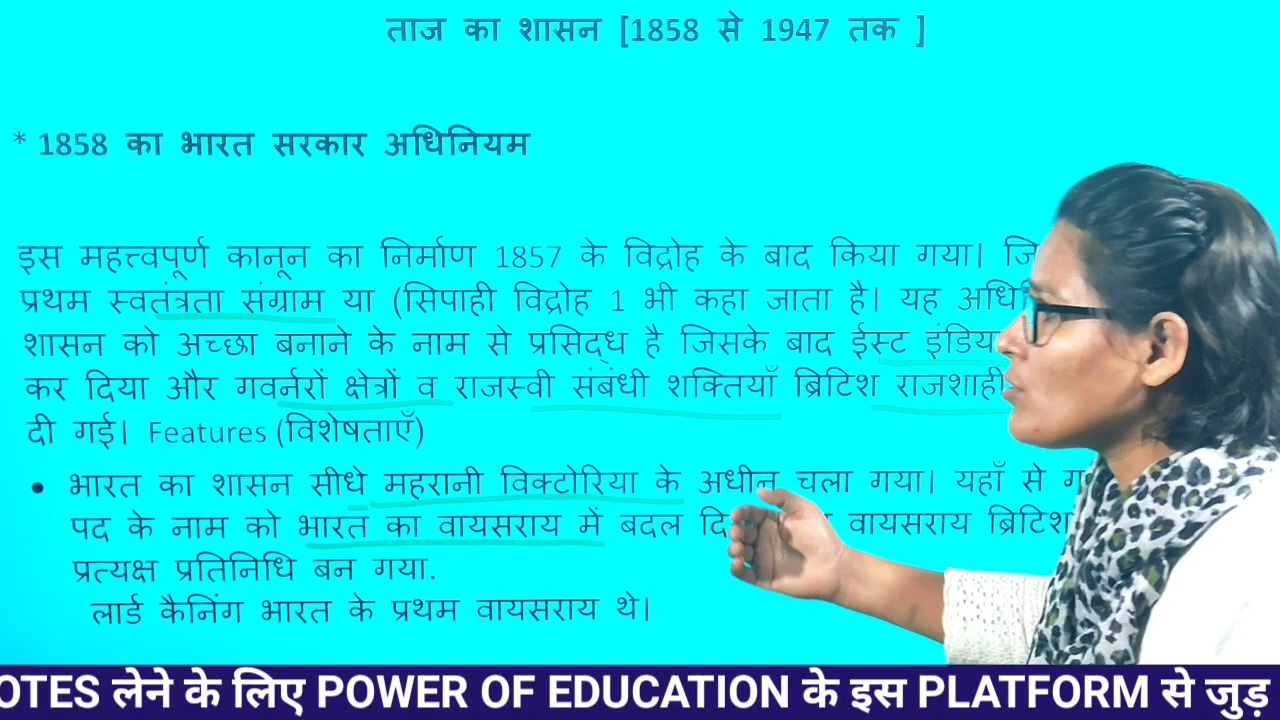 ताज का शासन [1858 से 1947 तक ]
* 1858 का भारत सरकार अधिनियम
इस महत्त्वपूर्ण कानून का निर्माण 1857 के विद्रोह के बाद किया गया।
प्रथम स्वतंत्रता संग्राम या (सिपाही विद्रोह 1 भी कहा जाता है। यह
शासन को अच्छा बनाने के नाम से प्रसिद्ध है जिसके बाद ईस्ट
कर दिया और गवर्नरों क्षेत्रों व राजस्वी संबंधी शक्तियाँ ब्रिटिश राजशाही
दी गई। Features (विशेषताएँ)
• भारत का शासन सीधे महरानी विक्टोरिया के अधीन चला गया। यहाँ से
पद के नाम को भारत का वायसराय में बदल वायसराय ब्रिटिश
प्रत्यक्ष प्रतिनिधि बन गया.
लार्ड कैनिंग भारत के प्रथम वायसराय थे।
OTES लेने के लिए POWER OF EDUCATION के इस PLATFORM से जुड़